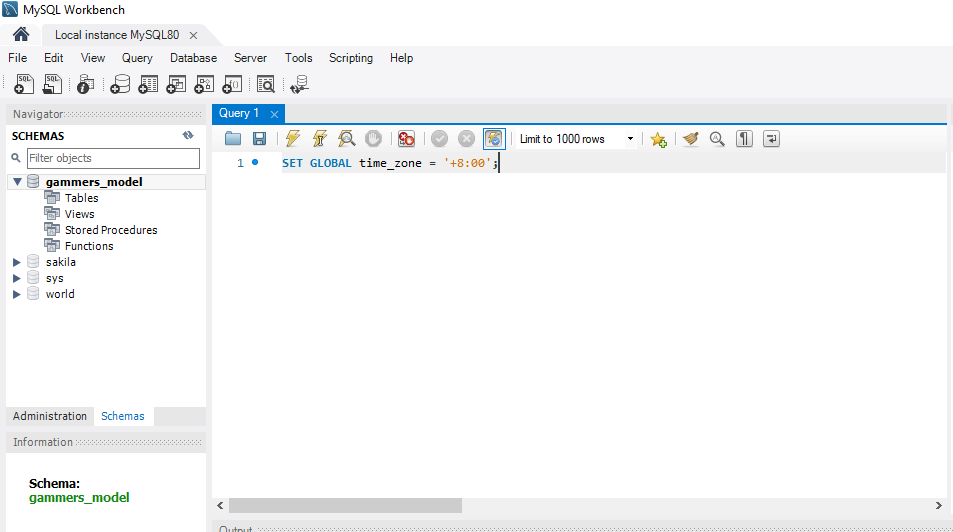 MySQL Workbench
Local instance MySQL80
File Edit View Query Database Server Tools Scripting Help
Navigator
SCHEMAS
Filter objects
gammers_model
Tables
Views
Stored Procedures
Functions
sakila
sys
world
Administration Schemas
Information
Schema:
gammers_model
Query 1
Limit to 1000 rows
1 SET GLOBAL time_zone = '+8:00';
Output